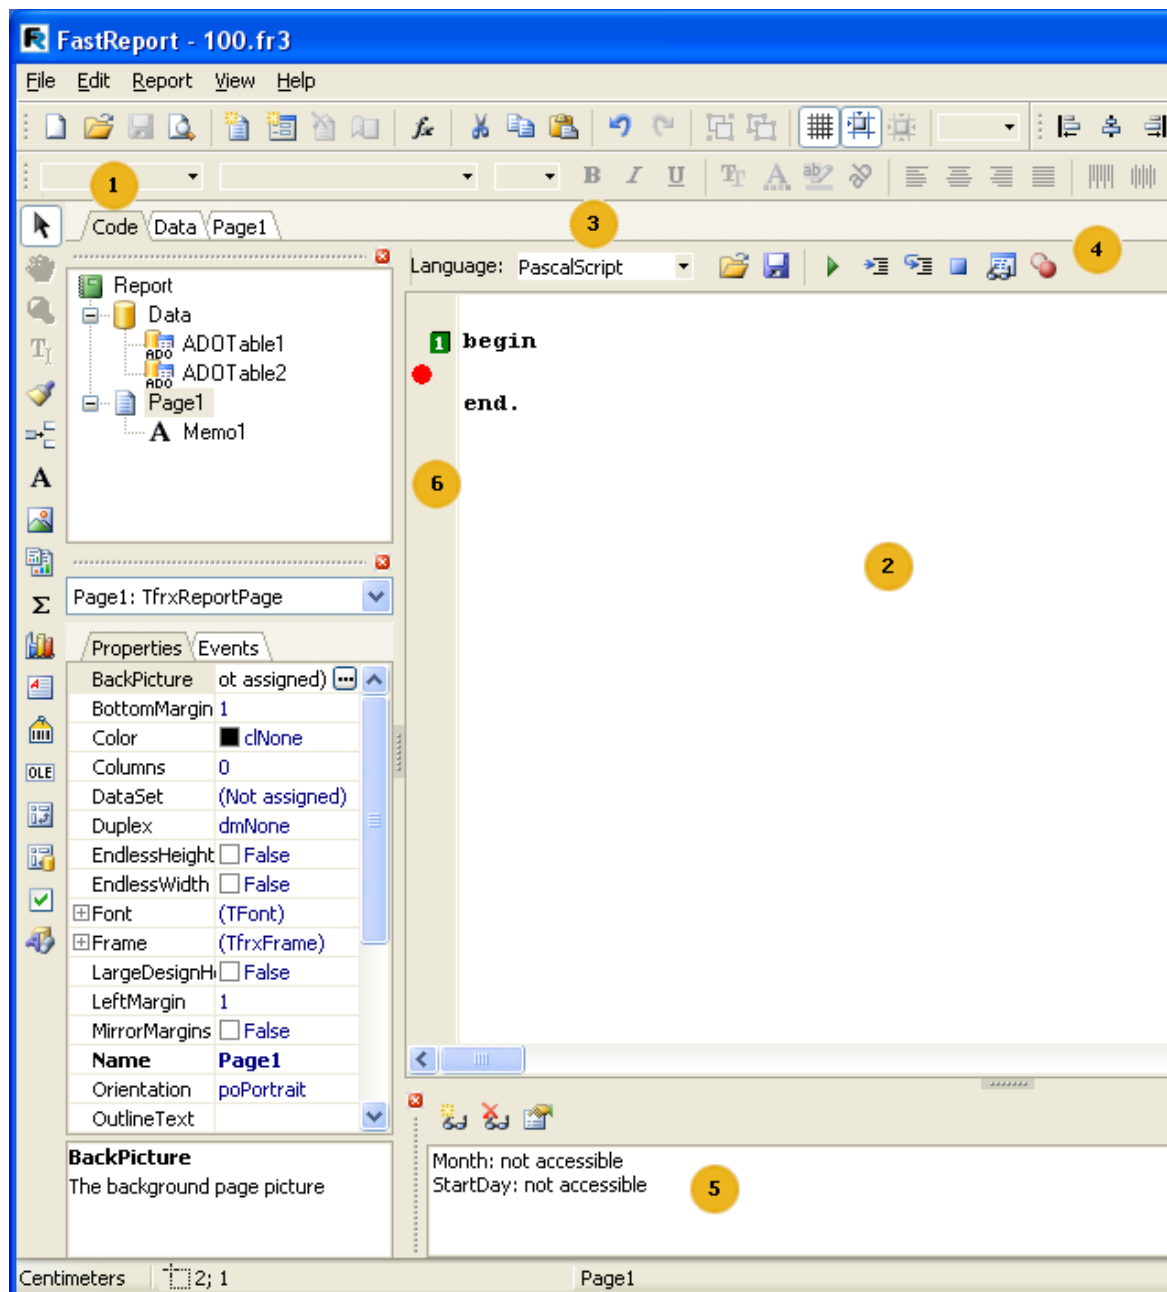 FastReport - 100.fr3
File Edit Report View Help
1
B I U
Code Data Page1
3
4
Language: PascalScript
Report
Data
ADOTable1
ADO
ADOTable2
ADO
Page1
A Memo1
1 begin
end.
6
2
A
Σ
OLE
Page1: TfrxReportPage
Properties Events
BackPicture ot assigned)
BottomMargin 1
Color clNone
Columns 0
DataSet (Not assigned)
Duplex dmNone
EndlessHeight False
EndlessWidth False
Font (TFont)
Frame (TfrxFrame)
LargeDesignH False
LeftMargin 1
MirrorMargins False
Name Page1
Orientation poPortrait
OutlineText
BackPicture
The background page picture
Month: not accessible
StartDay: not accessible
5
Centimeters 2; 1 Page1